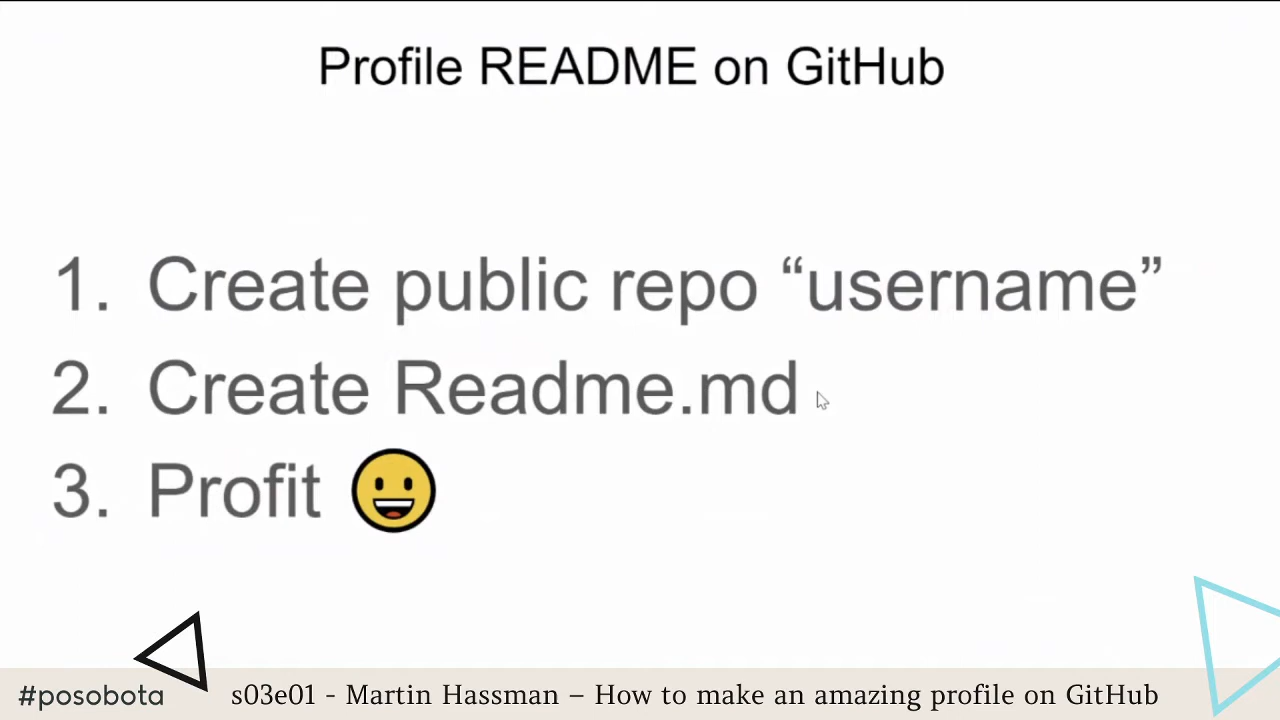 Profile README on GitHub
1. Create public repo “username”
2. Create Readme.md
3. Profit 😀
#posobota
s03e01 - Martin Hassman – How to make an amazing profile on GitHub